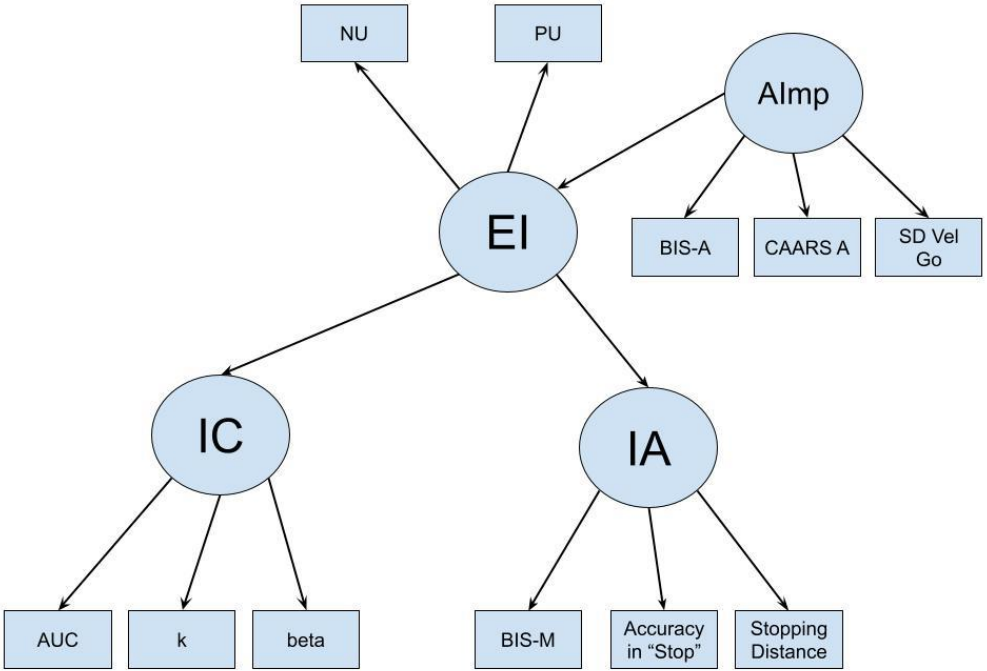 NU
PU
AImp
EI
BIS-A
CAARS A
SD Vel
Go
IC
IA
AUC
k
beta
BIS-M
Accuracy
in “Stop”
Stopping
Distance